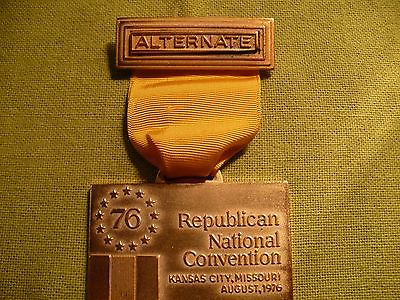 ALTERNATE
76
Republican
National
Convention
KANSAS CITY, MISSOURI
AUGUST, 1976